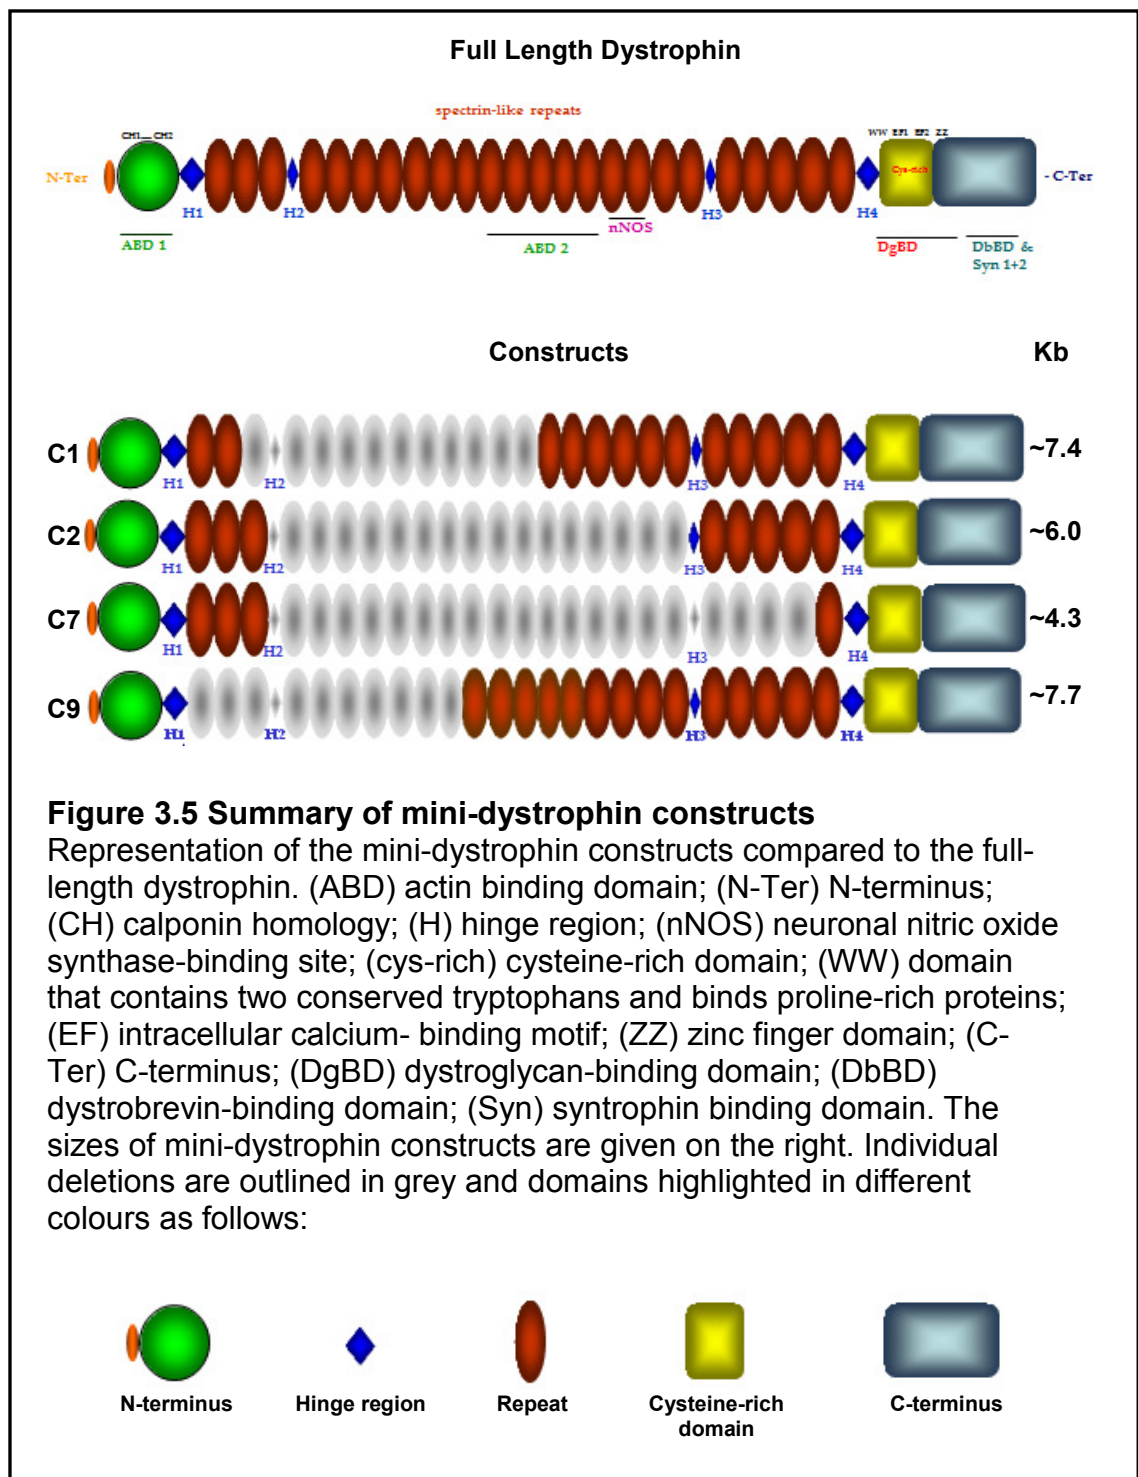 Full Length Dystrophin
spectrin-like repeats
CH1 CH2
WW EF1 EF2 ZZ
N-Ter
Cys-rich
- C-Ter
H1
H2
H3
H4
ABD 1
ABD 2
nNOS
DgBD
DbBD &
Syn 1+2
Constructs
Kb
C1
H1
H2
H3
H4
~7.4
C2
H1
H2
H3
H4
~6.0
C7
H1
H2
H3
H4
~4.3
C9
H1
H2
H3
H4
~7.7
Figure 3.5 Summary of mini-dystrophin constructs
Representation of the mini-dystrophin constructs compared to the full-
length dystrophin. (ABD) actin binding domain; (N-Ter) N-terminus;
(CH) calponin homology; (H) hinge region; (nNOS) neuronal nitric oxide
synthase-binding site; (cys-rich) cysteine-rich domain; (WW) domain
that contains two conserved tryptophans and binds proline-rich proteins;
(EF) intracellular calcium- binding motif; (ZZ) zinc finger domain; (C-
Ter) C-terminus; (DgBD) dystroglycan-binding domain; (DbBD)
dystrobrevin-binding domain; (Syn) syntrophin binding domain. The
sizes of mini-dystrophin constructs are given on the right. Individual
deletions are outlined in grey and domains highlighted in different
colours as follows:
N-terminus
Hinge region
Repeat
Cysteine-rich
domain
C-terminus